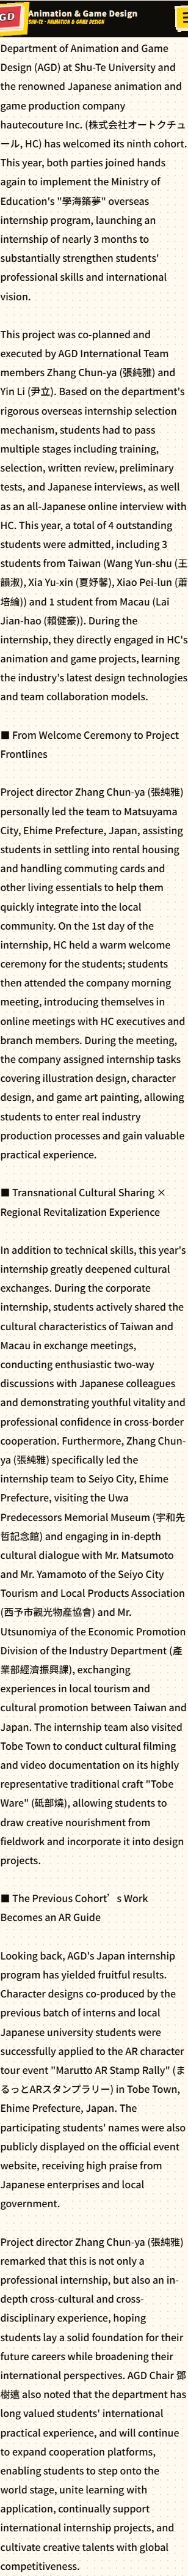 GD
Animation & Game Design
SHU-TE · ANIMATION & GAME DESIGN
Department of Animation and Game
Design (AGD) at Shu-Te University and
the renowned Japanese animation and
game production company
hautecouture Inc. (株式会社オートクチュ
ール, HC) has welcomed its ninth cohort.
This year, both parties joined hands
again to implement the Ministry of
Education's "學海築夢" overseas
internship program, launching an
internship of nearly 3 months to
substantially strengthen students'
professional skills and international
vision.
This project was co-planned and
executed by AGD International Team
members Zhang Chun-ya (張純雅) and
Yin Li (尹立). Based on the department's
rigorous overseas internship selection
mechanism, students had to pass
multiple stages including training,
selection, written review, preliminary
tests, and Japanese interviews, as well
as an all-Japanese online interview with
HC. This year, a total of 4 outstanding
students were admitted, including 3
students from Taiwan (Wang Yun-shu (王
韻淑), Xia Yu-xin (夏妤馨), Xiao Pei-lun (蕭
培綸)) and 1 student from Macau (Lai
Jian-hao (賴健豪)). During the
internship, they directly engaged in HC's
animation and game projects, learning
the industry's latest design technologies
and team collaboration models.
■ From Welcome Ceremony to Project
Frontlines
Project director Zhang Chun-ya (張純雅)
personally led the team to Matsuyama
City, Ehime Prefecture, Japan, assisting
students in settling into rental housing
and handling commuting cards and
other living essentials to help them
quickly integrate into the local
community. On the 1st day of the
internship, HC held a warm welcome
ceremony for the students; students
then attended the company morning
meeting, introducing themselves in
online meetings with HC executives and
branch members. During the meeting,
the company assigned internship tasks
covering illustration design, character
design, and game art painting, allowing
students to enter real industry
production processes and gain valuable
practical experience.
■ Transnational Cultural Sharing ×
Regional Revitalization Experience
In addition to technical skills, this year's
internship greatly deepened cultural
exchanges. During the corporate
internship, students actively shared the
cultural characteristics of Taiwan and
Macau in exchange meetings,
conducting enthusiastic two-way
discussions with Japanese colleagues
and demonstrating youthful vitality and
professional confidence in cross-border
cooperation. Furthermore, Zhang Chun-
ya (張純雅) specifically led the
internship team to Seiyo City, Ehime
Prefecture, visiting the Uwa
Predecessors Memorial Museum (宇和先
哲記念館) and engaging in in-depth
cultural dialogue with Mr. Matsumoto
and Mr. Yamamoto of the Seiyo City
Tourism and Local Products Association
(西予市觀光物產協會) and Mr.
Utsunomiya of the Economic Promotion
Division of the Industry Department (產
業部經濟振興課), exchanging
experiences in local tourism and
cultural promotion between Taiwan and
Japan. The internship team also visited
Tobe Town to conduct cultural filming
and video documentation on its highly
representative traditional craft "Tobe
Ware" (砥部燒), allowing students to
draw creative nourishment from
fieldwork and incorporate it into design
projects.
■ The Previous Cohort’s Work
Becomes an AR Guide
Looking back, AGD's Japan internship
program has yielded fruitful results.
Character designs co-produced by the
previous batch of interns and local
Japanese university students were
successfully applied to the AR character
tour event "Marutto AR Stamp Rally" (ま
るっとARスタンプラリー) in Tobe Town,
Ehime Prefecture, Japan. The
participating students' names were also
publicly displayed on the official event
website, receiving high praise from
Japanese enterprises and local
government.
Project director Zhang Chun-ya (張純雅)
remarked that this is not only a
professional internship, but also an in-
depth cross-cultural and cross-
disciplinary experience, hoping
students lay a solid foundation for their
future careers while broadening their
international perspectives. AGD Chair 鄧
樹遠 also noted that the department has
long valued students' international
practical experience, and will continue
to expand cooperation platforms,
enabling students to step onto the
world stage, unite learning with
application, continually support
international internship projects, and
cultivate creative talents with global
competitiveness.